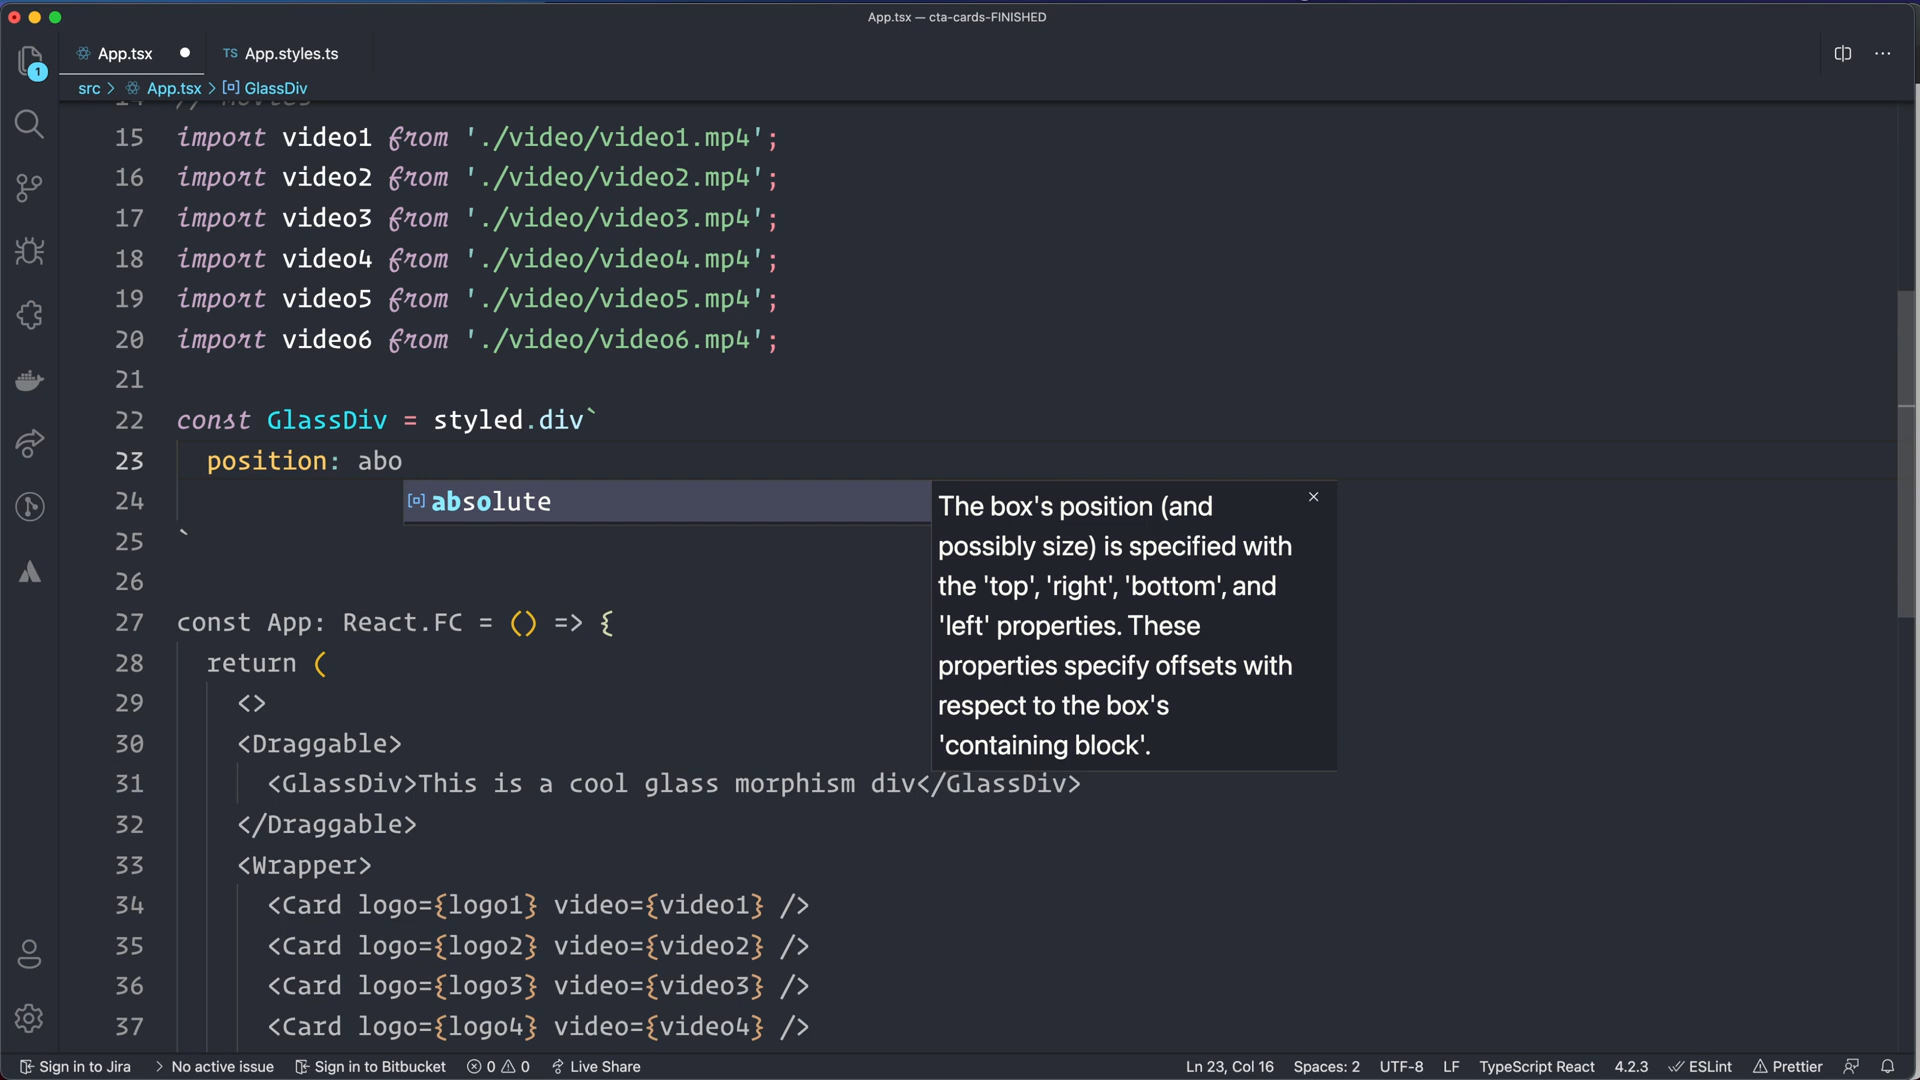 App.tsx — cta-cards-FINISHED
App.tsx
TS App.styles.ts
1
src > App.tsx > GlassDiv
14 // Movies
15 import video1 from './video/video1.mp4';
16 import video2 from './video/video2.mp4';
17 import video3 from './video/video3.mp4';
18 import video4 from './video/video4.mp4';
19 import video5 from './video/video5.mp4';
20 import video6 from './video/video6.mp4';
21
22 const GlassDiv = styled.div`
23 position: abo
24 absolute
25 `
26
The box's position (and
possibly size) is specified with
the 'top', 'right', 'bottom', and
'left' properties. These
properties specify offsets with
respect to the box's
'containing block'.
27 const App: React.FC = () => {
28 return (
29 <>
30 <Draggable>
31 <GlassDiv>This is a cool glass morphism div</GlassDiv>
32 </Draggable>
33 <Wrapper>
34 <Card logo={logo1} video={video1} />
35 <Card logo={logo2} video={video2} />
36 <Card logo={logo3} video={video3} />
37 <Card logo={logo4} video={video4} />
Sign in to Jira > No active issue Sign in to Bitbucket 0 0 Live Share Ln 23, Col 16 Spaces: 2 UTF-8 LF TypeScript React 4.2.3 ESLint Prettier